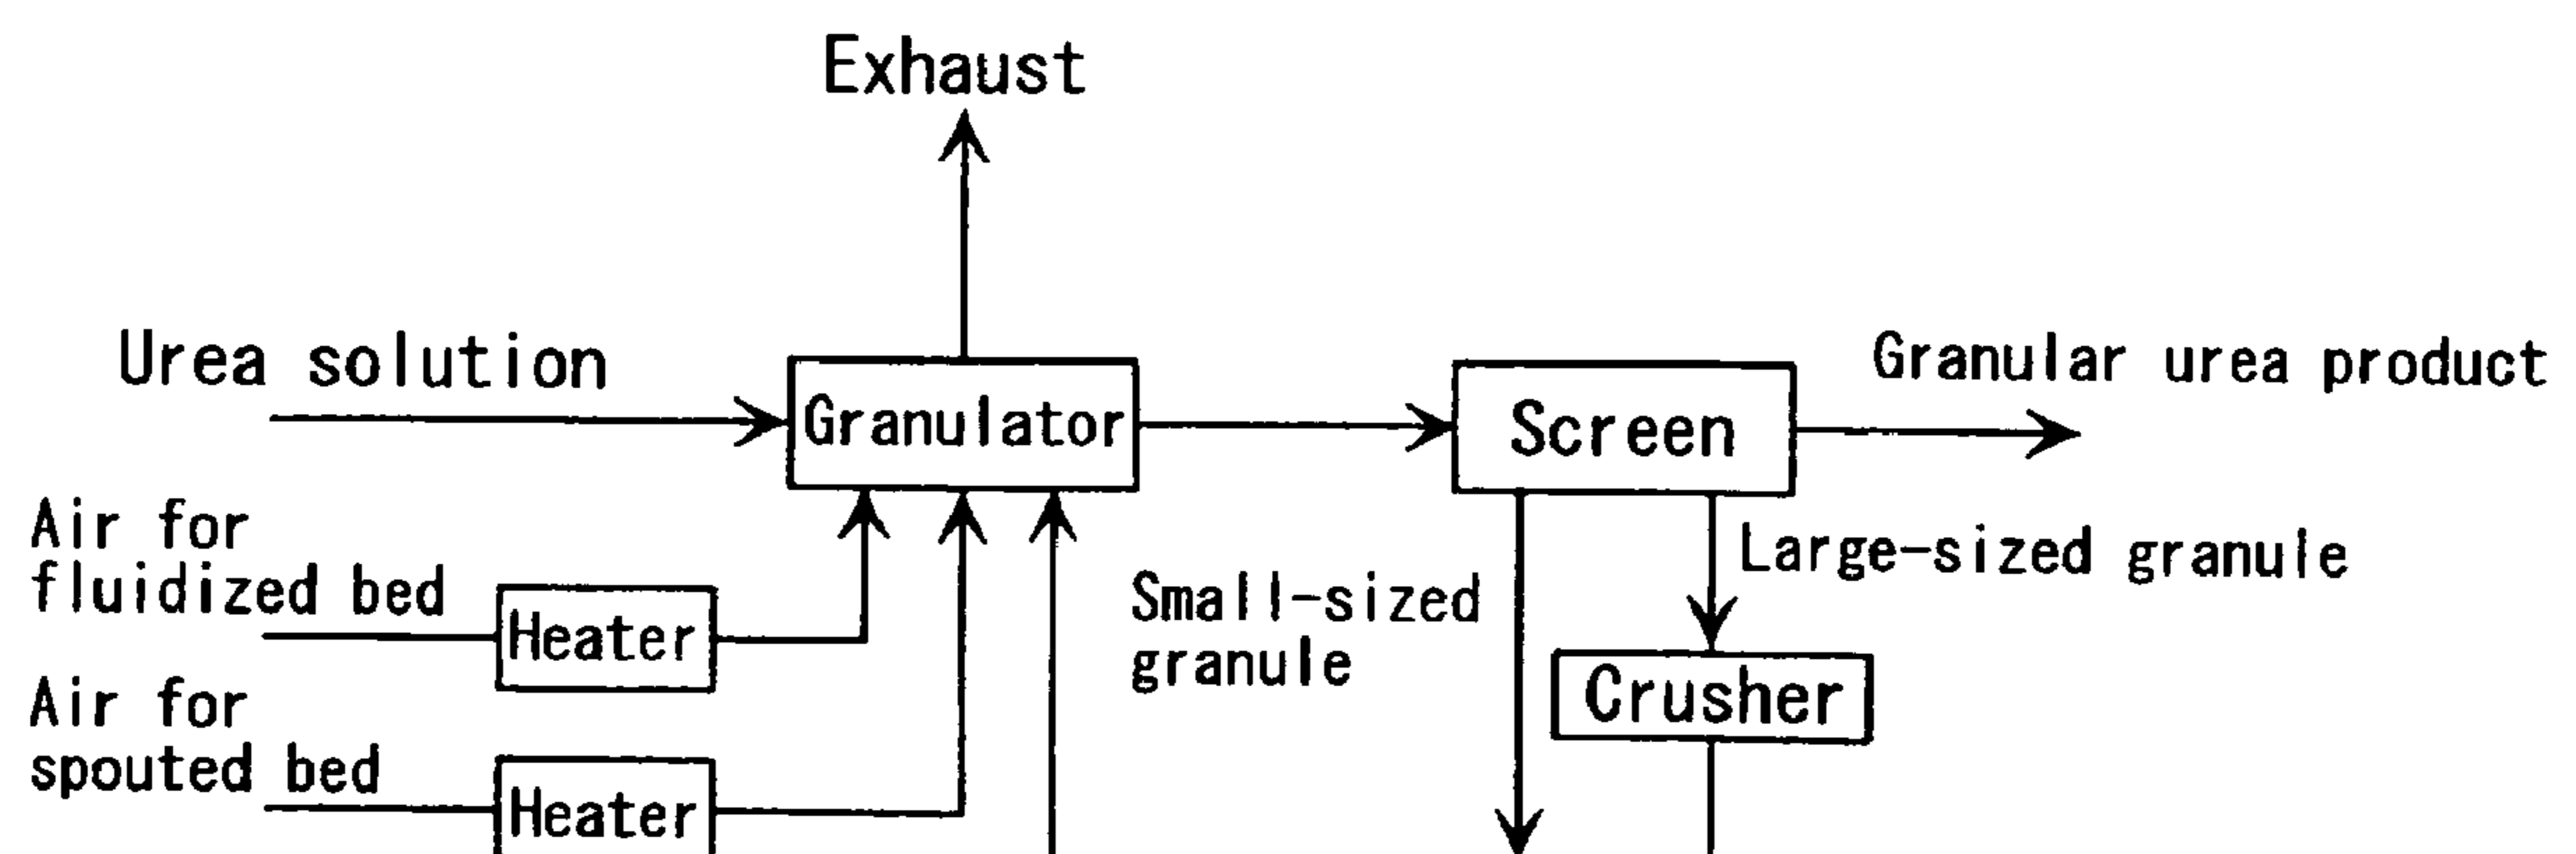 Exhaust
Urea solution
Granulator
Screen
Granular urea product
Air for
fluidized bed
Heater
Small-sized
granule
Large-sized granule
Crusher
Air for
spouted bed
Heater